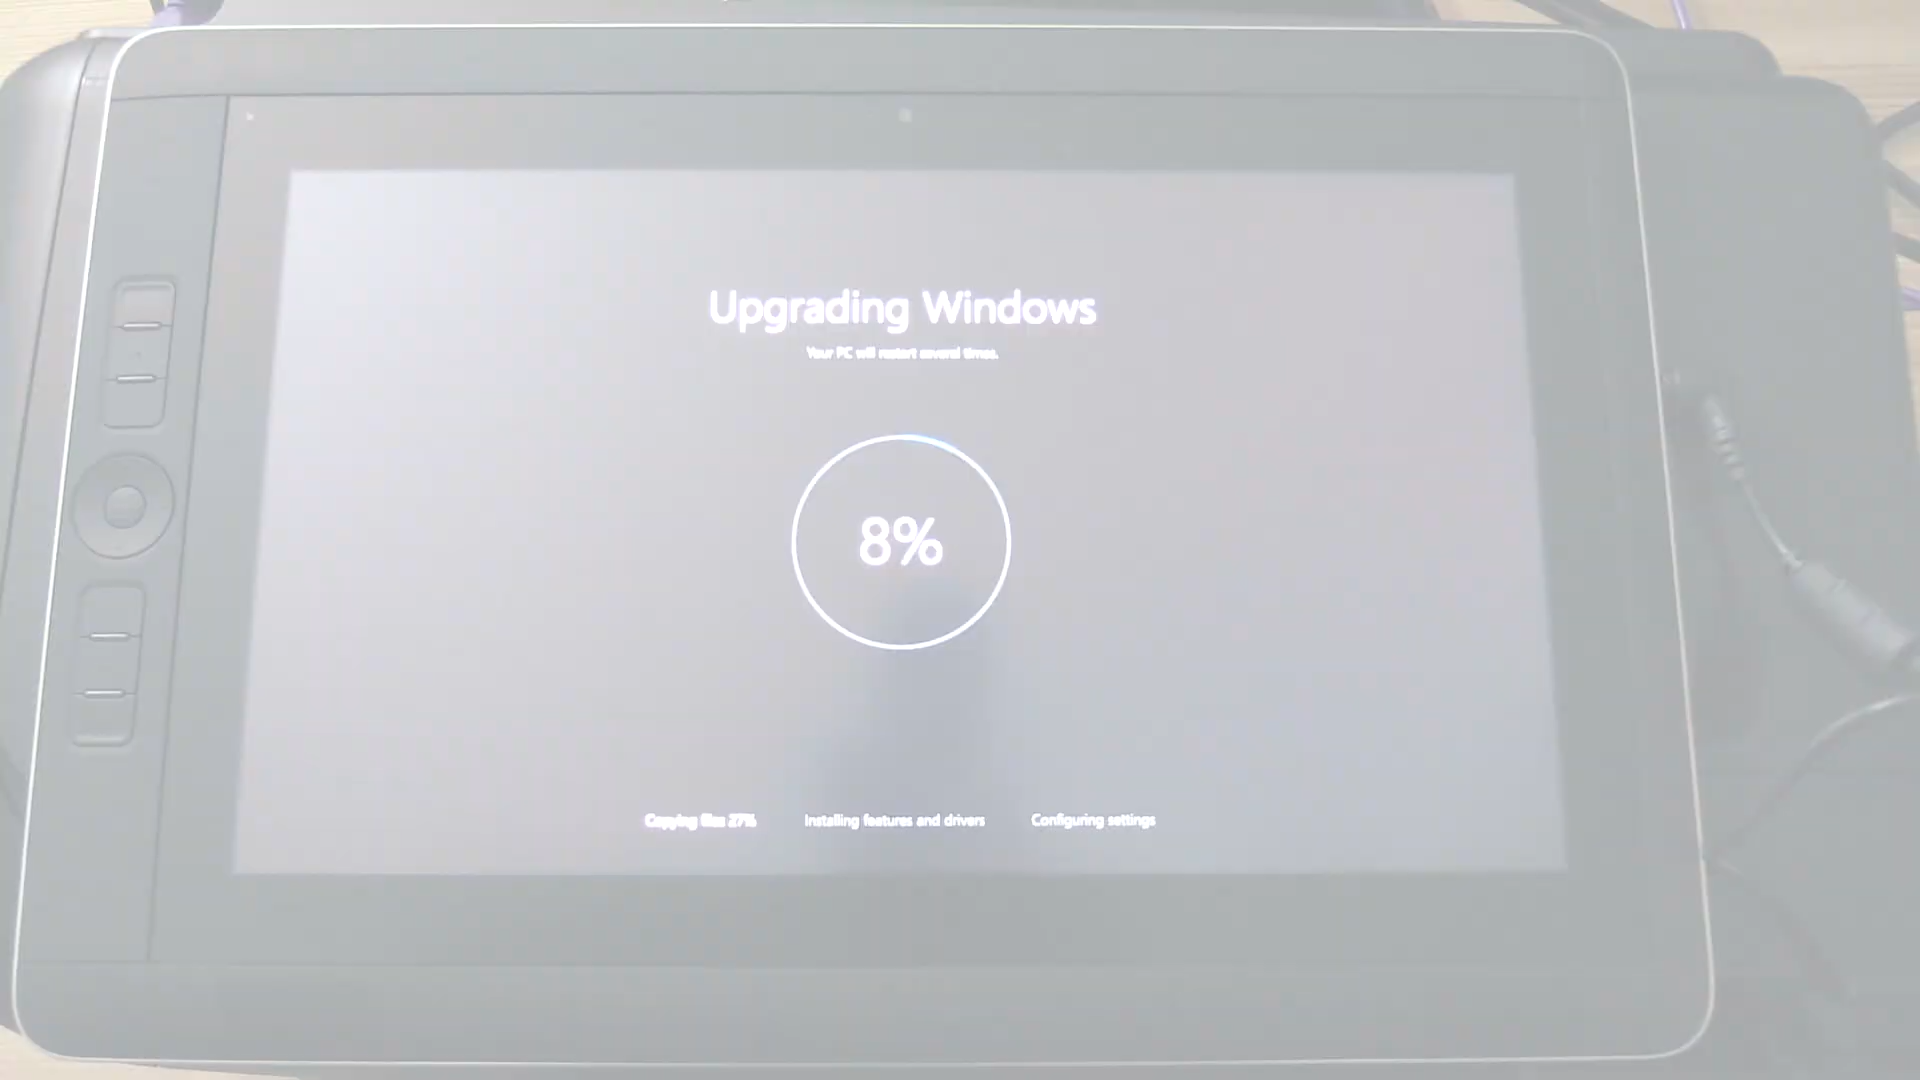 Upgrading Windows
Your PC will restart several times.
8%
Copying files 27%
Installing features and drivers
Configuring settings